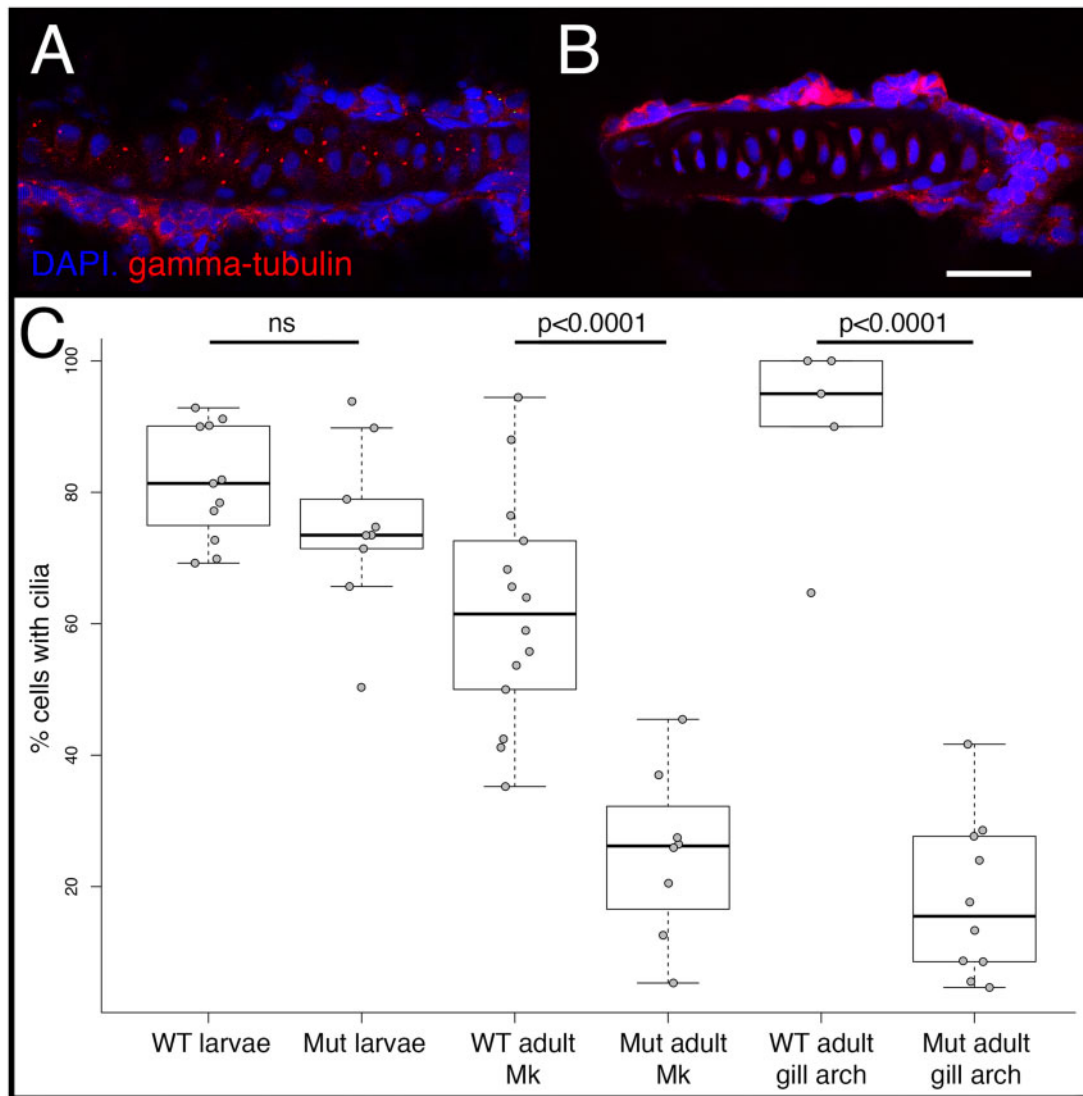 A
B
DAPI. gamma-tubulin
C
ns
p<0.0001
p<0.0001
100
80
60
40
20
% cells with cilia
WT larvae
Mut larvae
WT adult
Mk
Mut adult
Mk
WT adult
gill arch
Mut adult
gill arch